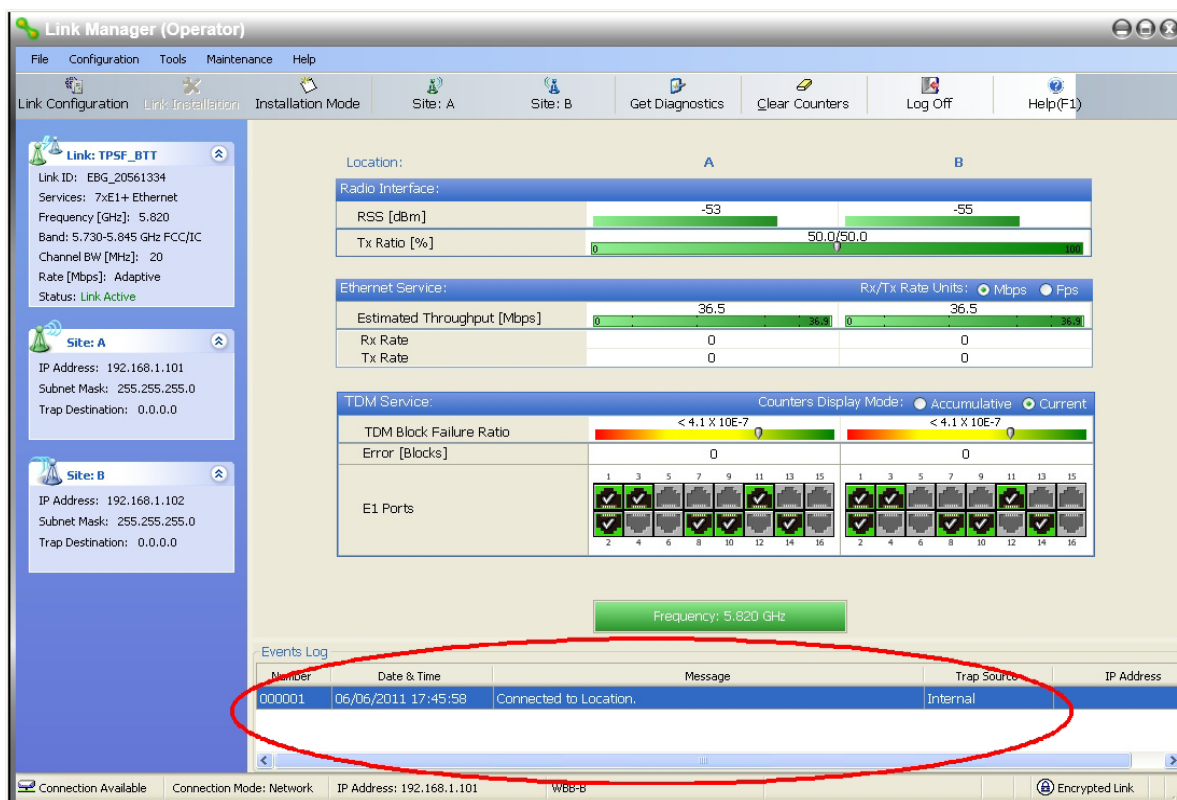 Link Manager (Operator)
File Configuration Tools Maintenance Help
Link Configuration Link Installation Installation Mode Site: A Site: B Get Diagnostics Clear Counters Log Off Help(F1)
Link: TPSF_BTT
Link ID: EBG_20561334
Services: 7xE1+ Ethernet
Frequency [GHz]: 5.820
Band: 5.730-5.845 GHz FCC/IC
Channel BW [MHz]: 20
Rate [Mbps]: Adaptive
Status: Link Active
Site: A
IP Address: 192.168.1.101
Subnet Mask: 255.255.255.0
Trap Destination: 0.0.0.0
Site: B
IP Address: 192.168.1.102
Subnet Mask: 255.255.255.0
Trap Destination: 0.0.0.0
Location: A B
Radio Interface:
RSS [dBm] -53 -55
Tx Ratio [%] 50.0/50.0
0 100
Ethernet Service: Rx/Tx Rate Units: Mbps Fps
Estimated Throughput [Mbps] 36.5 36.5
0 36.9 0 36.9
Rx Rate 0 0
Tx Rate 0 0
TDM Service: Counters Display Mode: Accumulative Current
TDM Block Failure Ratio < 4.1 X 10E-7 < 4.1 X 10E-7
Error [Blocks] 0 0
1 3 5 7 9 11 13 15 1 3 5 7 9 11 13 15
E1 Ports
2 4 6 8 10 12 14 16 2 4 6 8 10 12 14 16
Frequency: 5.820 GHz
Events Log
Number Date & Time Message Trap Source IP Address
000001 06/06/2011 17:45:58 Connected to Location. Internal
Connection Available Connection Mode: Network IP Address: 192.168.1.101 WBB-B Encrypted Link